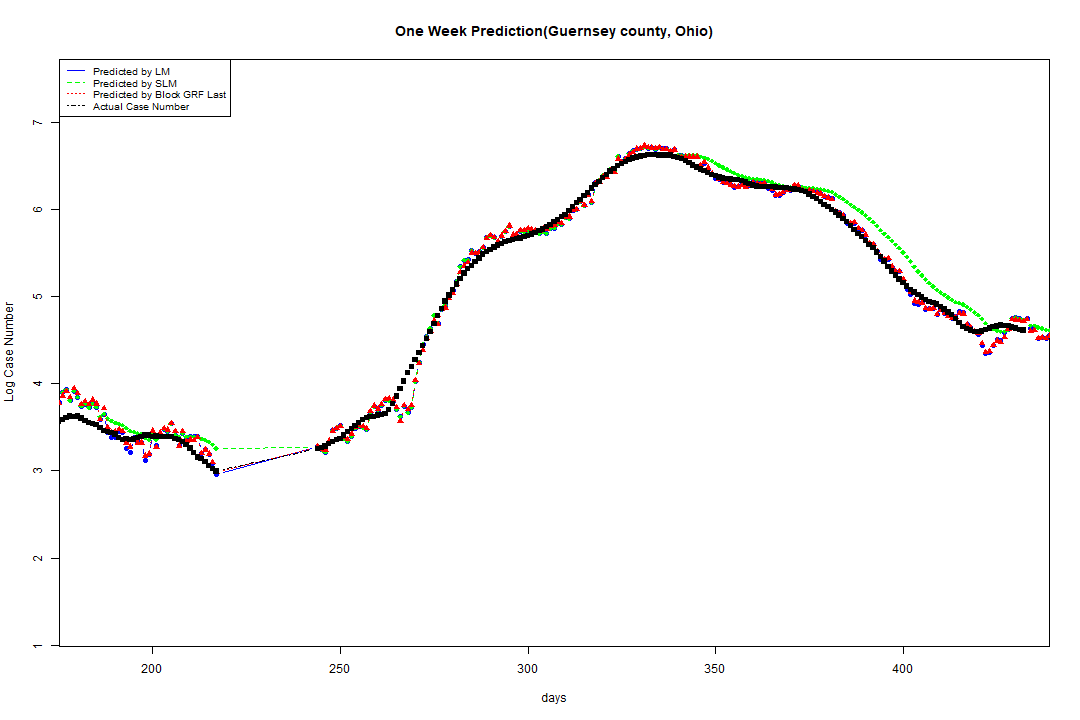 One Week Prediction(Guernsey county, Ohio)
Predicted by LM
Predicted by SLM
Predicted by Block GRF Last
Actual Case Number
7
6
5
4
3
2
1
Log Case Number
200 250 300 350 400
days